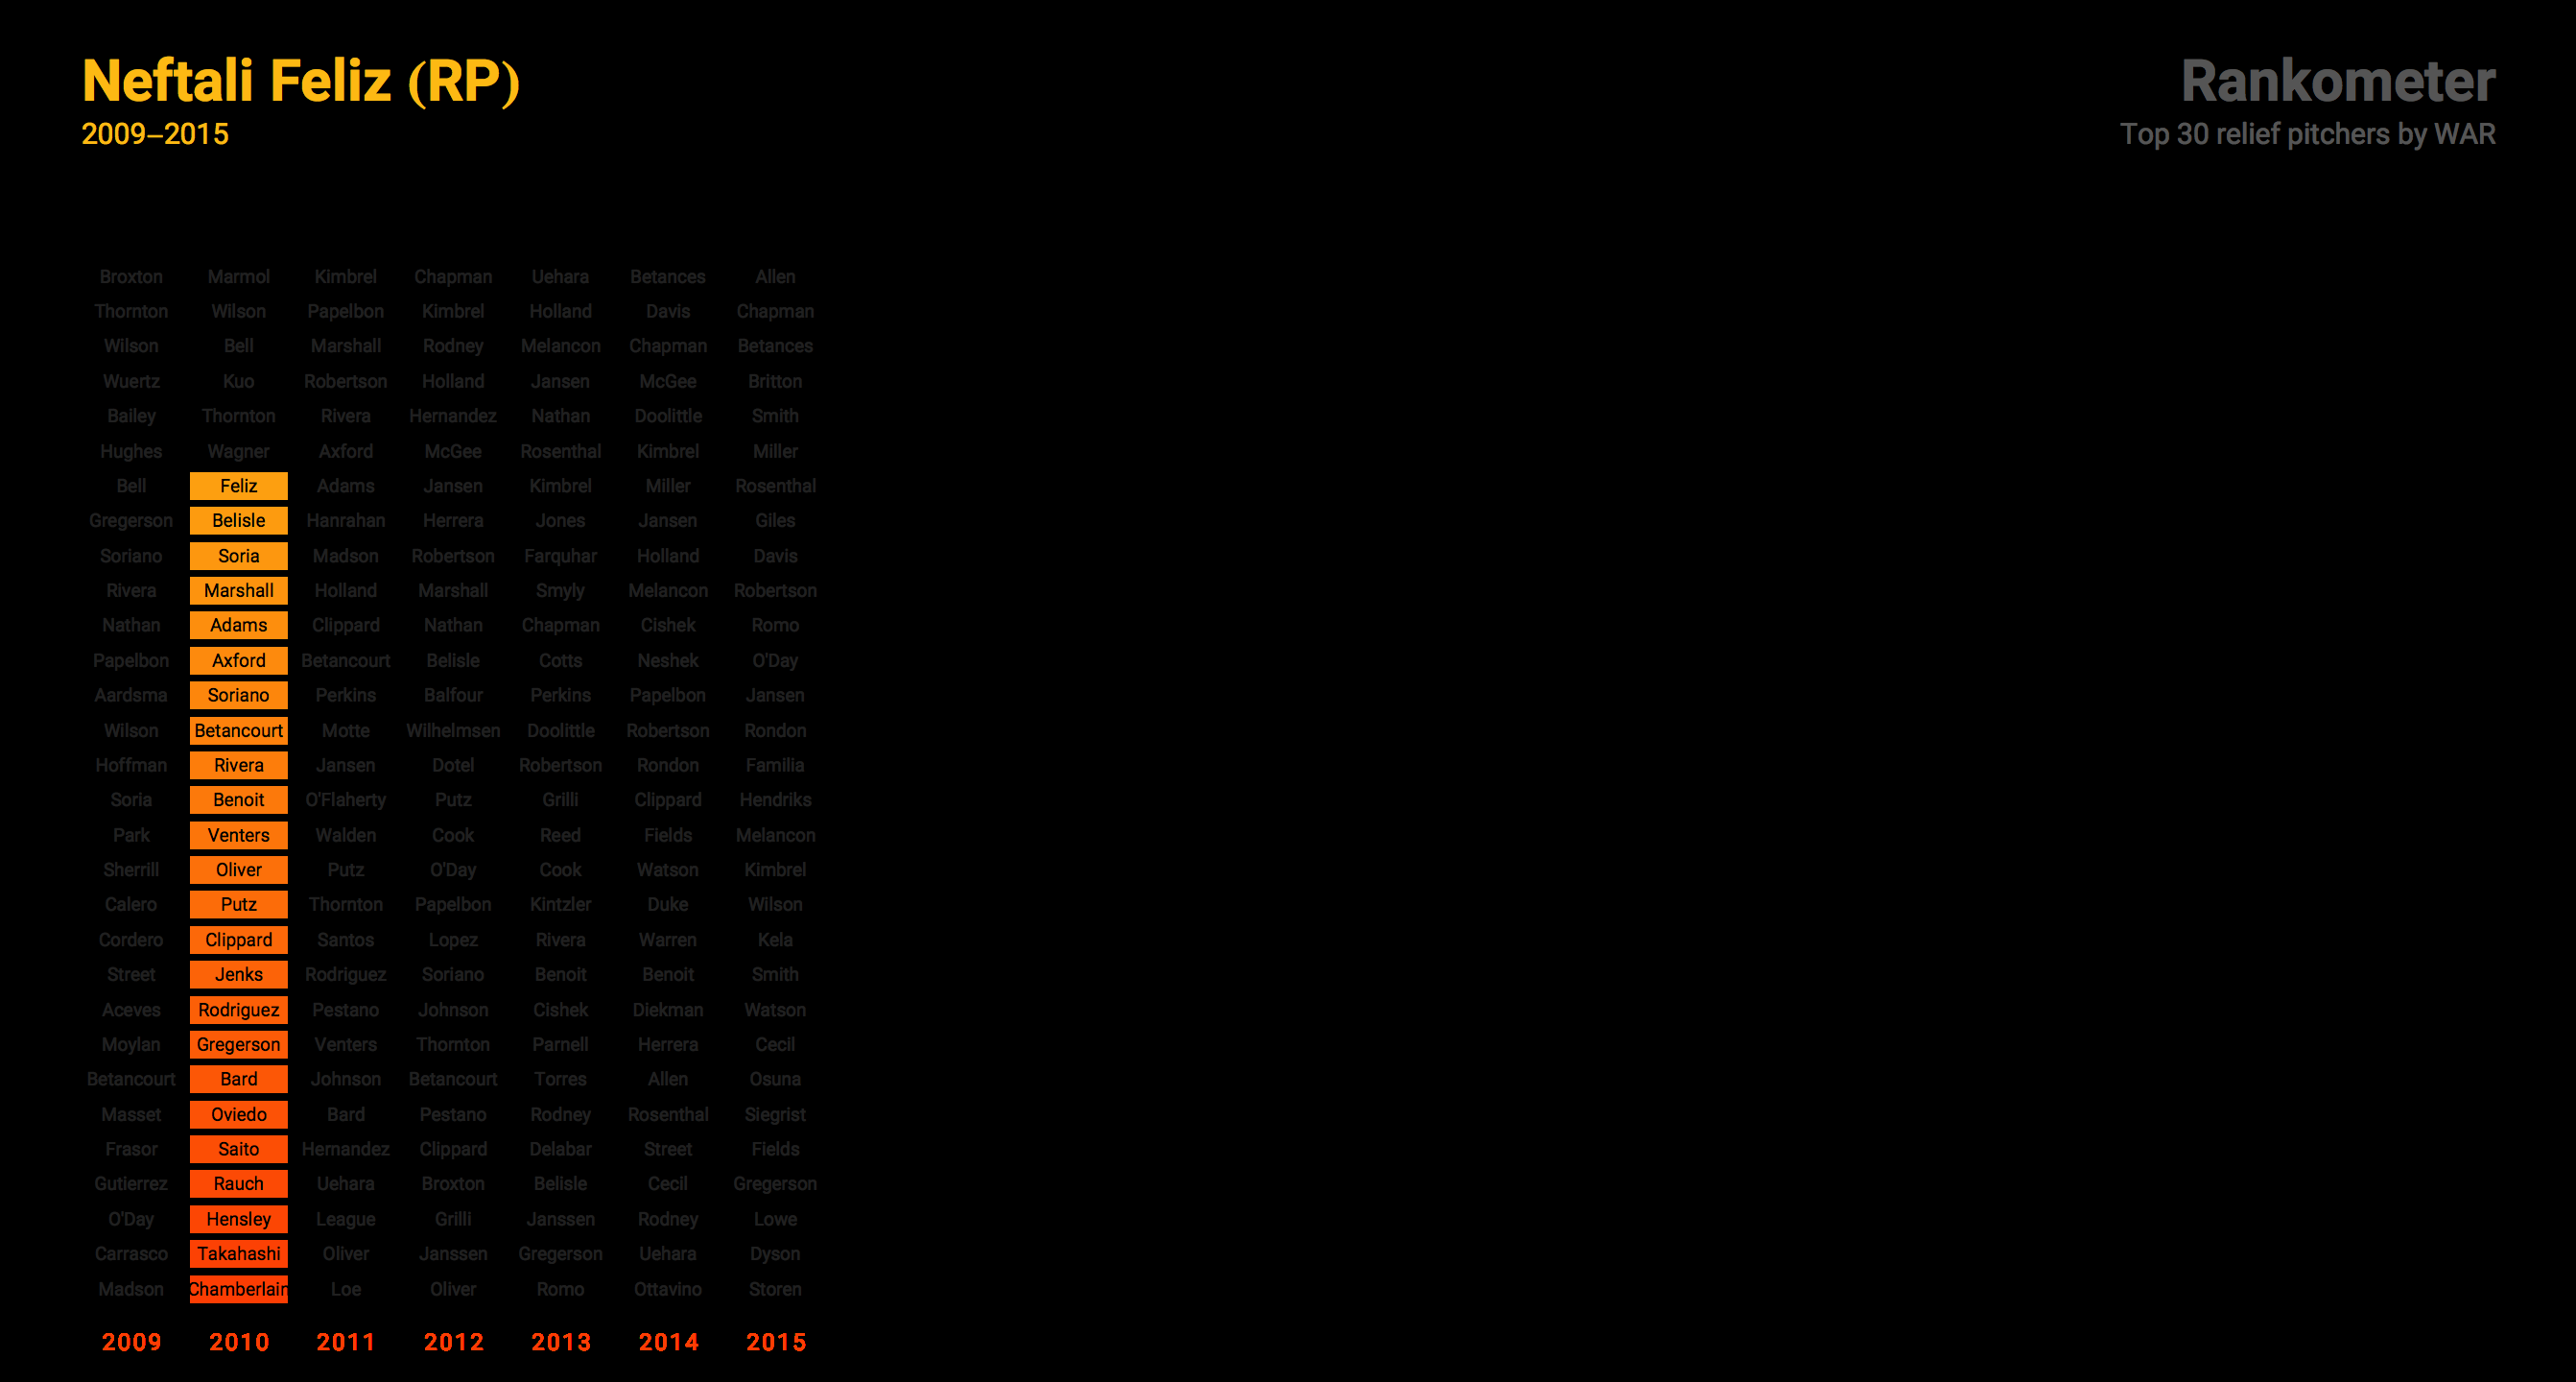 Neftali Feliz (RP)
2009–2015
Rankometer
Top 30 relief pitchers by WAR
Broxton Marmol Kimbrel Chapman Uehara Betances Allen
Thornton Wilson Papelbon Kimbrel Holland Davis Chapman
Wilson Bell Marshall Rodney Melancon Chapman Betances
Wuertz Kuo Robertson Holland Jansen McGee Britton
Bailey Thornton Rivera Hernandez Nathan Doolittle Smith
Hughes Wagner Axford McGee Rosenthal Kimbrel Miller
Bell Feliz Adams Jansen Kimbrel Miller Rosenthal
Gregerson Belisle Hanrahan Herrera Jones Jansen Giles
Soriano Soria Madson Robertson Farquhar Holland Davis
Rivera Marshall Holland Marshall Smyly Melancon Robertson
Nathan Adams Clippard Nathan Chapman Cishek Romo
Papelbon Axford Betancourt Belisle Cotts Neshek O'Day
Aardsma Soriano Perkins Balfour Perkins Papelbon Jansen
Wilson Betancourt Motte Wilhelmsen Doolittle Robertson Rondon
Hoffman Rivera Jansen Dotel Robertson Rondon Familia
Soria Benoit O'Flaherty Putz Grilli Clippard Hendriks
Park Venters Walden Cook Reed Fields Melancon
Sherrill Oliver Putz O'Day Cook Watson Kimbrel
Calero Putz Thornton Papelbon Kintzler Duke Wilson
Cordero Clippard Santos Lopez Rivera Warren Kela
Street Jenks Rodriguez Soriano Benoit Benoit Smith
Aceves Rodriguez Pestano Johnson Cishek Diekman Watson
Moylan Gregerson Venters Thornton Parnell Herrera Cecil
Betancourt Bard Johnson Betancourt Torres Allen Osuna
Masset Oviedo Bard Pestano Rodney Rosenthal Siegrist
Frasor Saito Hernandez Clippard Delabar Street Fields
Gutierrez Rauch Uehara Broxton Belisle Cecil Gregerson
O'Day Hensley League Grilli Janssen Rodney Lowe
Carrasco Takahashi Oliver Janssen Gregerson Uehara Dyson
Madson Chamberlain Loe Oliver Romo Ottavino Storen
2009 2010 2011 2012 2013 2014 2015